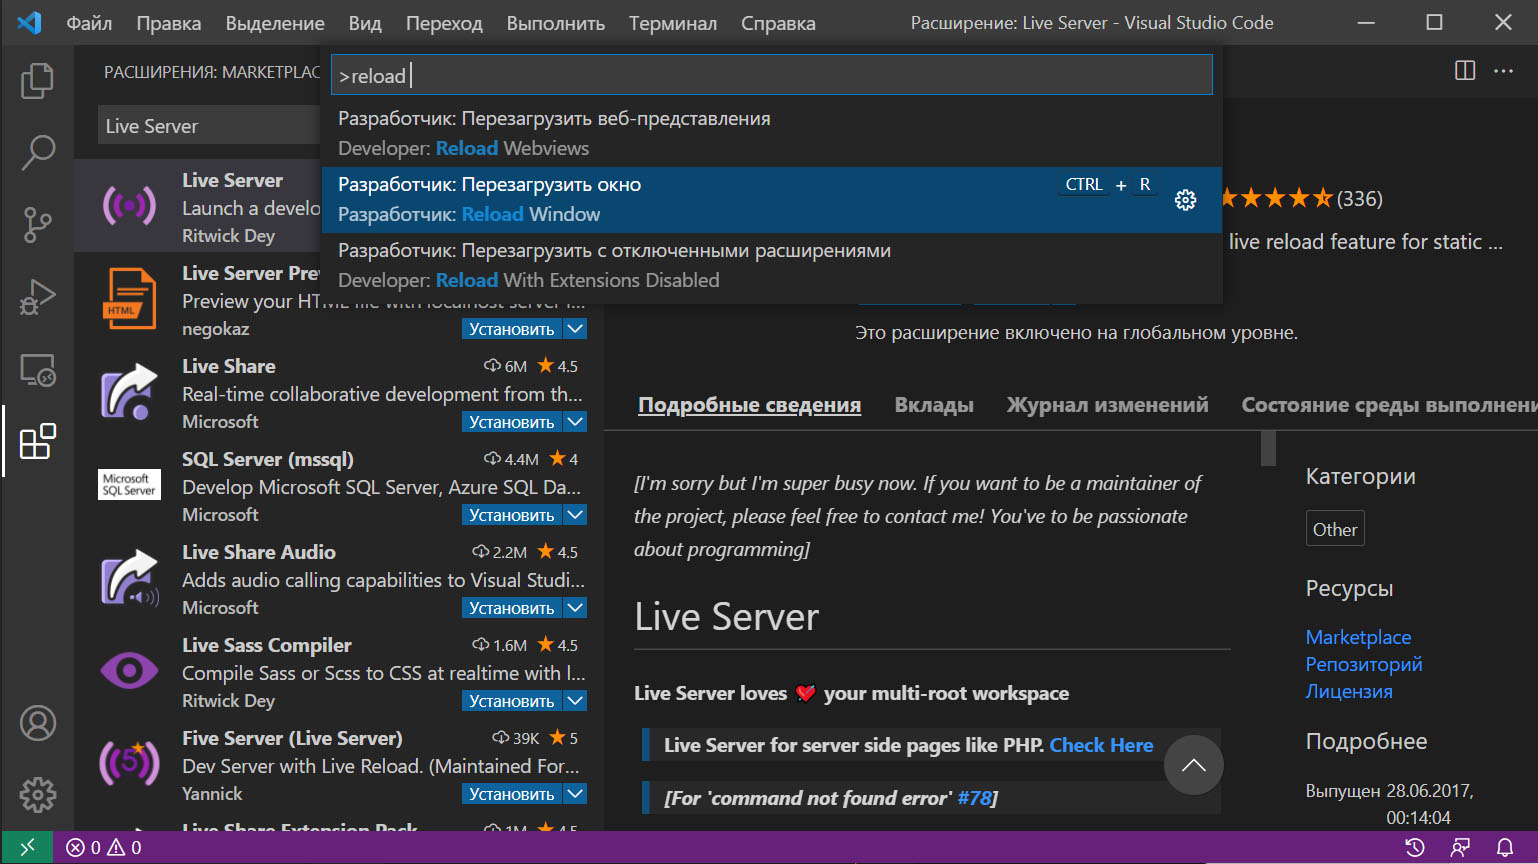 Файл Правка Выделение Вид Переход Выполнить Терминал Справка Расширение: Live Server - Visual Studio Code
РАСШИРЕНИЯ: MARKETPLAC
>reload
Live Server
Разработчик: Перезагрузить веб-представления
Developer: Reload Webviews
Разработчик: Перезагрузить окно CTRL + R
Разработчик: Reload Window
Разработчик: Перезагрузить с отключенными расширениями
Developer: Reload With Extensions Disabled
Live Server
Launch a develo
Ritwick Dey
Live Server Pre
Preview your HTML file with localhost server
negokaz
Установить
Live Share 6M 4.5
Real-time collaborative development from th...
Microsoft
Установить
SQL Server (mssql) 4.4M 4
Microsoft
SQL Server
Develop Microsoft SQL Server, Azure SQL Da...
Microsoft
Установить
Live Share Audio 2.2M 4.5
Adds audio calling capabilities to Visual Studi...
Microsoft
Установить
Live Sass Compiler 1.6M 4.5
Compile Sass or Scss to CSS at realtime with l...
Ritwick Dey
Установить
Five Server (Live Server) 39K 5
Dev Server with Live Reload. (Maintained For...
Yannick
Установить
Live Share Extension Pack 1M 4.5
HTML
5
(336)
live reload feature for static ...
Это расширение включено на глобальном уровне.
Подробные сведения Вклады Журнал изменений Состояние среды выполнени
[I'm sorry but I'm super busy now. If you want to be a maintainer of
the project, please feel free to contact me! You've to be passionate
about programming]
Live Server
Live Server loves your multi-root workspace
Live Server for server side pages like PHP. Check Here
[For 'command not found error' #78]
Категории
Other
Ресурсы
Marketplace
Репозиторий
Лицензия
Подробнее
Выпущен 28.06.2017,
00:14:04
0 0